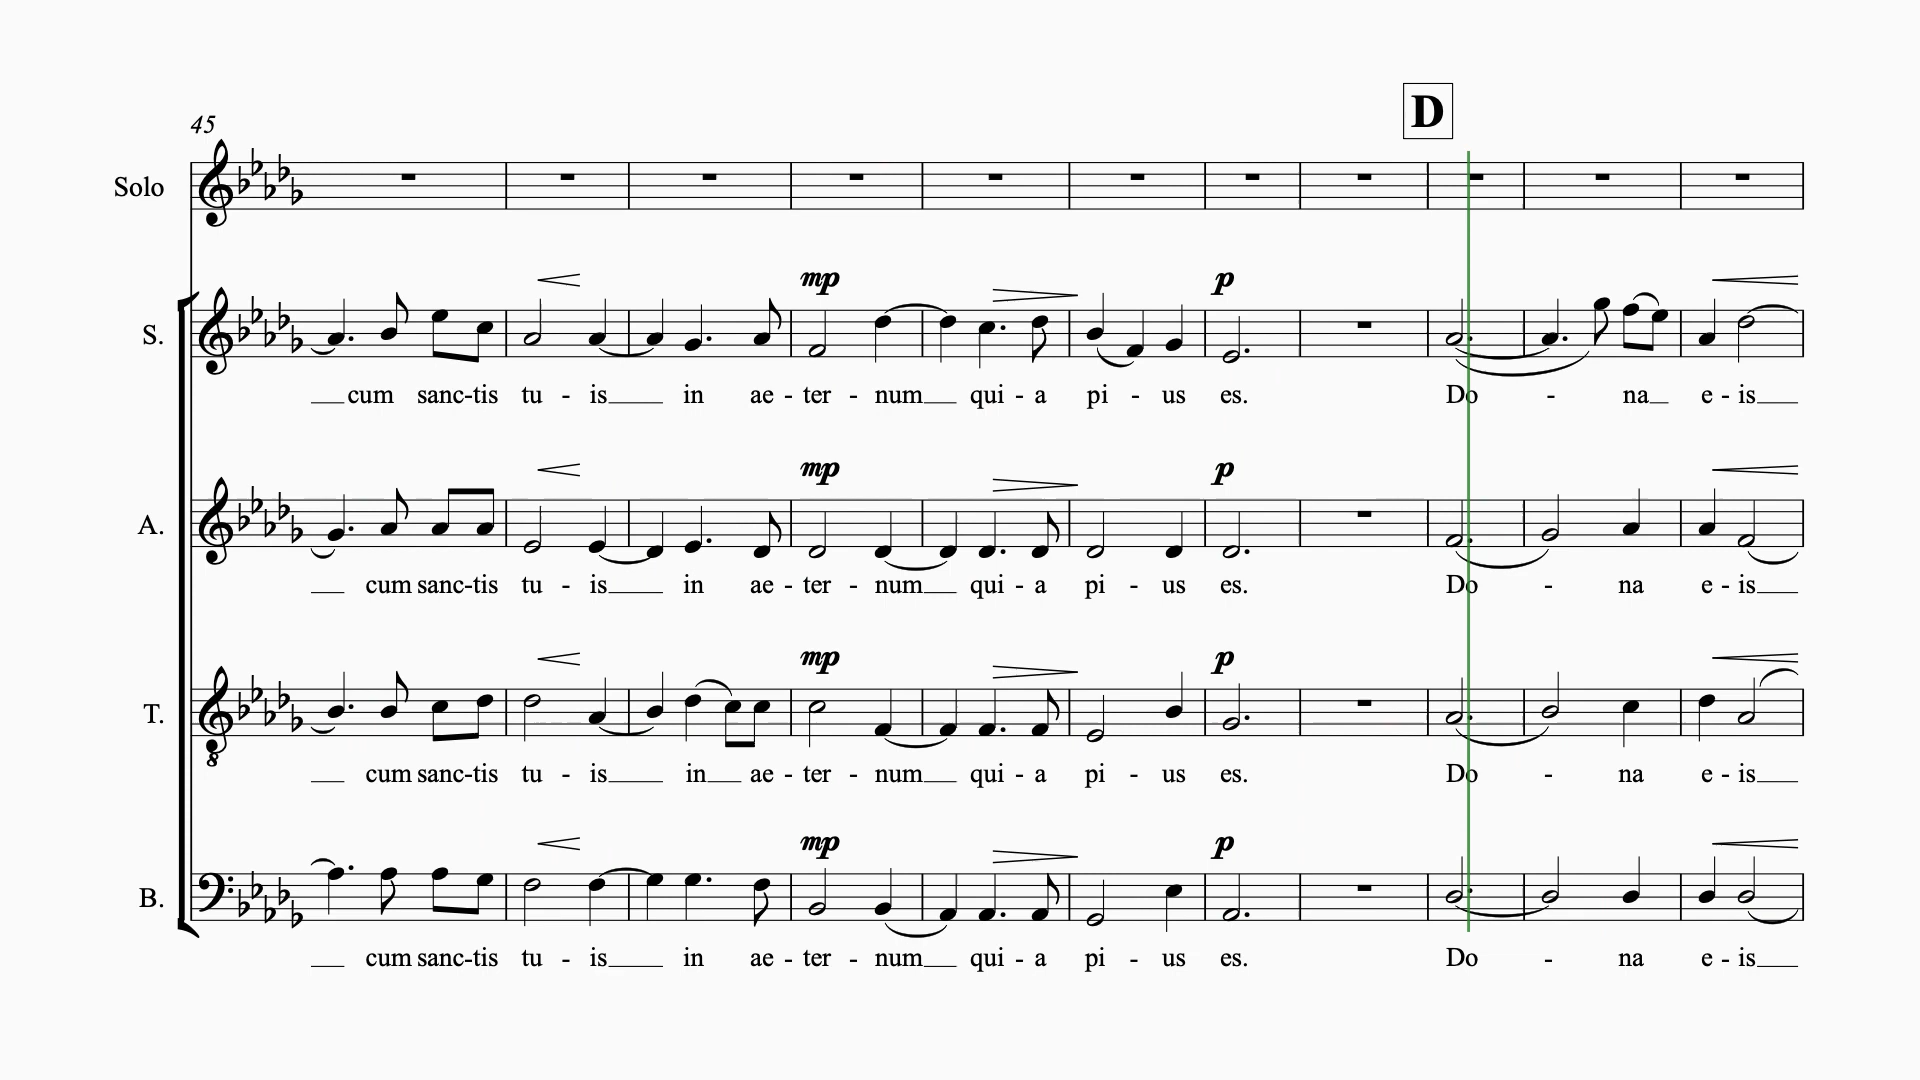 D
45
Solo
mp p
S.
cum sanc-tis tu - is in ae - ter - num qui - a pi - us es. Do - na e - is
mp p
A.
cum sanc-tis tu - is in ae - ter - num qui - a pi - us es. Do - na e - is
mp p
T.
cum sanc-tis tu - is in ae - ter - num qui - a pi - us es. Do - na e - is
mp p
B.
cum sanc-tis tu - is in ae - ter - num qui - a pi - us es. Do - na e - is